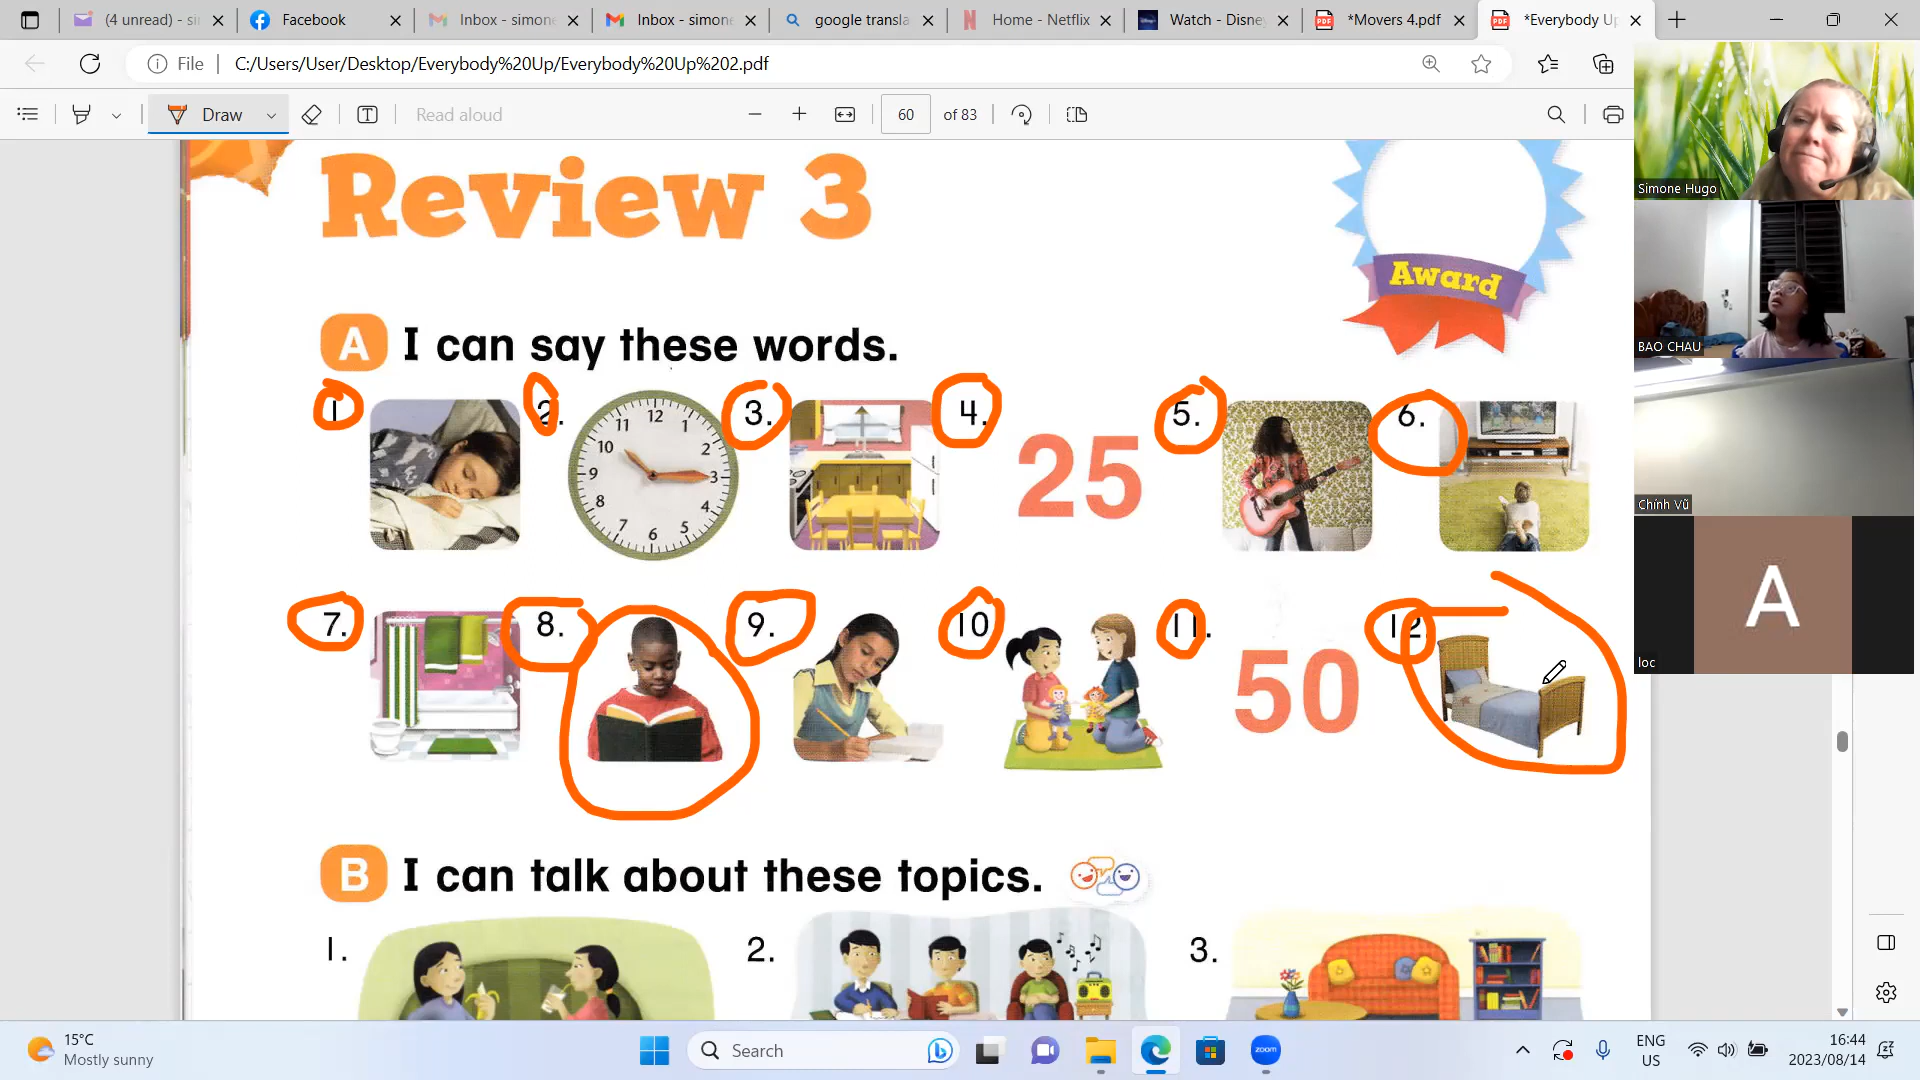 (4 unread) - si
Facebook
Inbox - simone
Inbox - simone
google transla
Home - Netflix
Watch - Disney
*Movers 4.pdf
*Everybody Up
File
C:/Users/User/Desktop/Everybody%20Up/Everybody%20Up%202.pdf
Draw
Read aloud
60
of 83
Review 3
Award
A I can say these words.
1
2.
3.
4.
5.
6.
12
1
2
3
4
5
6
7
8
9
10
11
25
7.
8.
9.
10
11.
12
50
B I can talk about these topics.
1.
2.
3.
Simone Hugo
BAO CHAU
Chính Vũ
A
loc
15°C
Mostly sunny
Search
zoom
ENG
US
16:44
2023/08/14